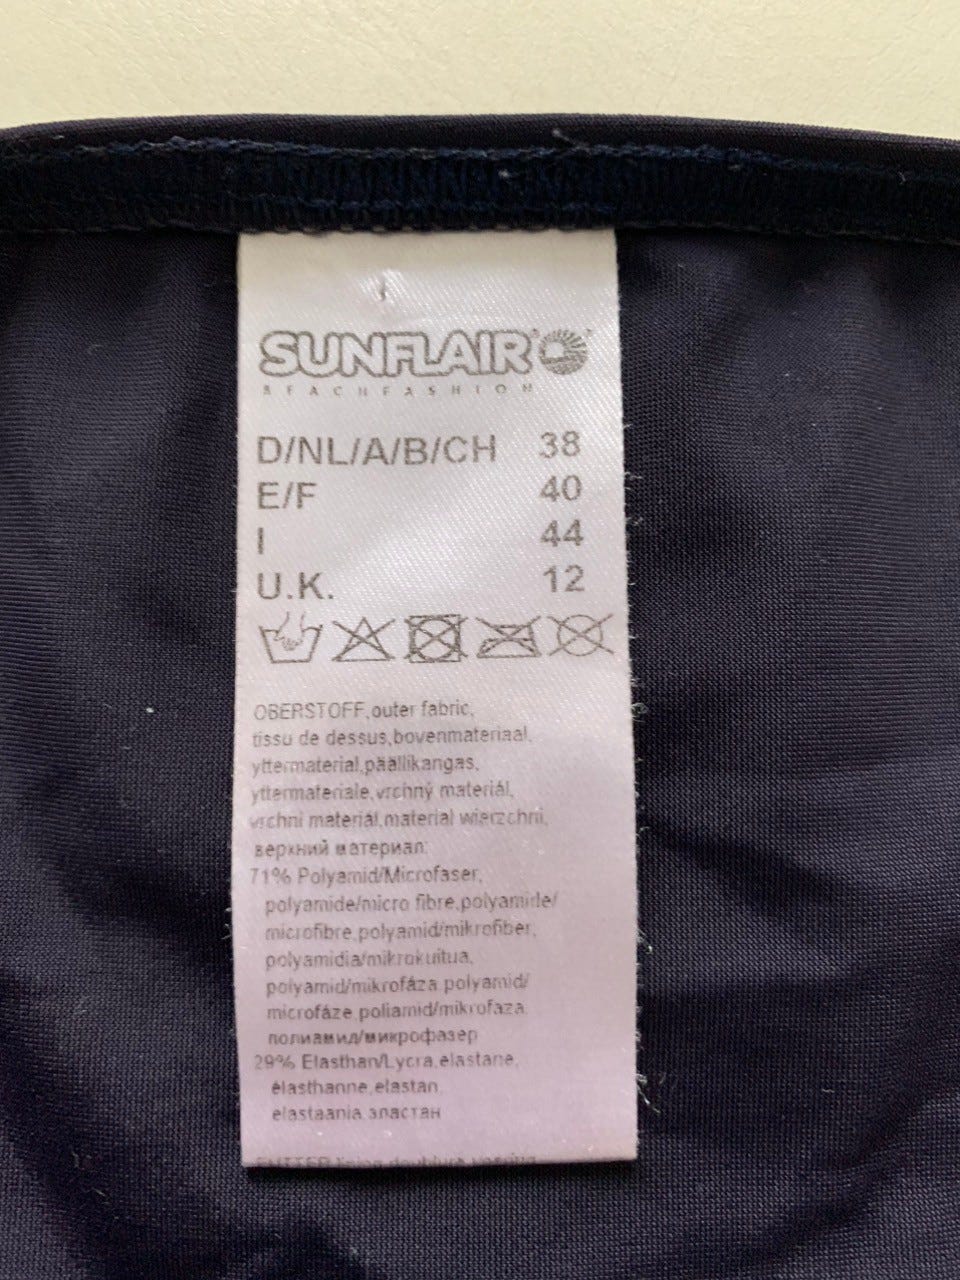 SUNFLAIR®
BEACHFASHION
D/NL/A/B/CH 38
E/F 40
I 44
U.K. 12
OBERSTOFF,outer fabric,
tissu de dessus,bovenmateriaal,
yttermaterial,päällikangas,
yttermateriale,vrchný materiál,
vrchní materiál,material wierzchni,
верхний материал:
71% Polyamid/Microfaser,
polyamide/micro fibre,polyamide/
microfibre,polyamid/mikrofiber,
polyamidia/mikrokuitua,
polyamid/mikrofáza,polyamid/
microfáze,poliamid/mikrofaza,
полиамид/микрофазер
29% Elasthan/Lycra,elastane,
élasthanne,elastan,
elastaania,эластан